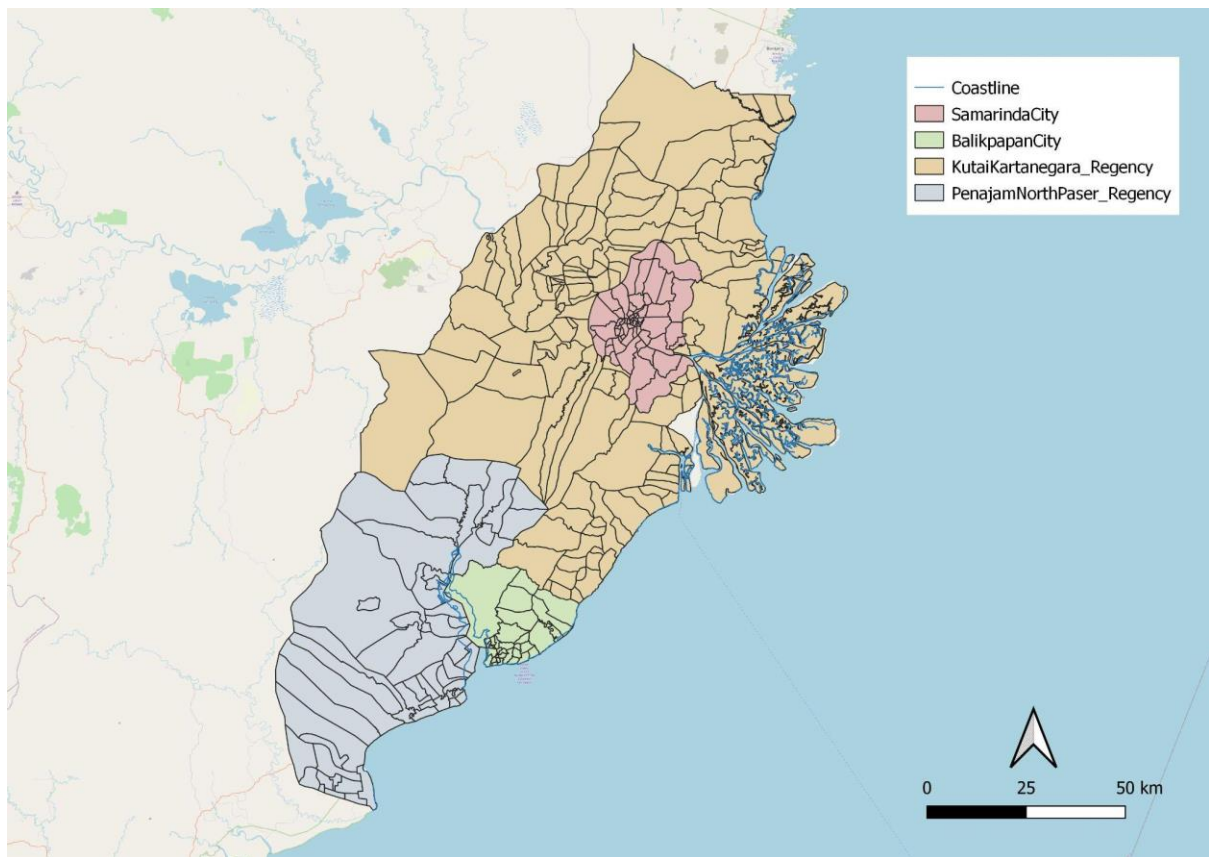 Coastline
SamarindaCity
BalikpapanCity
KutaiKartanegara_Regency
PenajamNorthPaser_Regency
0 25 50 km